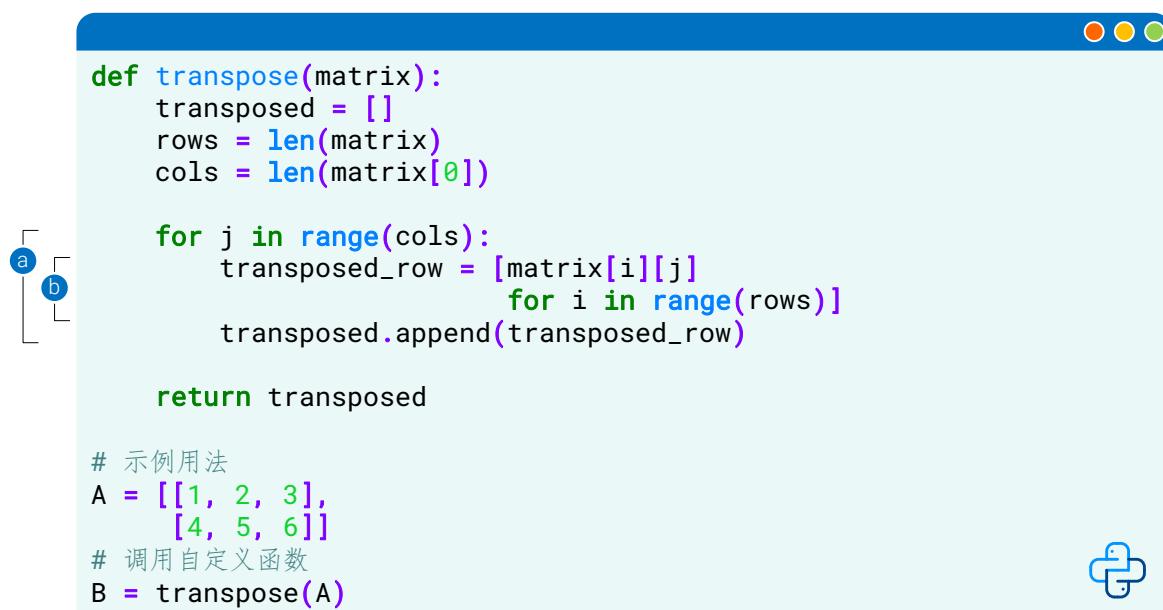 def transpose(matrix):
    transposed = []
    rows = len(matrix)
    cols = len(matrix[0])
a
    for j in range(cols):
b
        transposed_row = [matrix[i][j]
                          for i in range(rows)]
        transposed.append(transposed_row)
    return transposed
# 示例用法
A = [[1, 2, 3],
     [4, 5, 6]]
# 调用自定义函数
B = transpose(A)